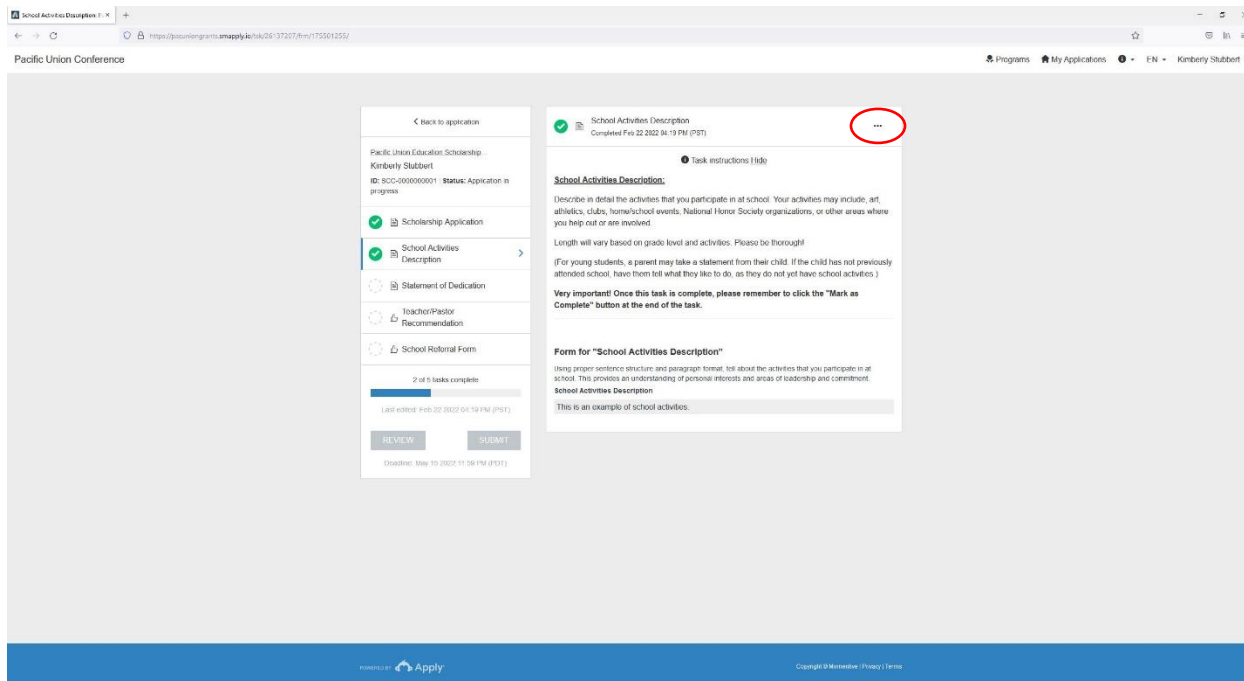 School Activities Description
https://pacuniongrants.smapply.io/tsk/26137207/frm/175501255/
Pacific Union Conference
Programs
My Applications
EN
Kimberly Stubbert
Back to application
Pacific Union Education Scholarship...
Kimberly Stubbert
ID: SCC-0000000001 Status: Application in
progress
Scholarship Application
School Activities
Description
Statement of Dedication
Teacher/Pastor
Recommendation
School Referral Form
2 of 5 tasks complete
Last edited: Feb 22 2022 04:19 PM (PST)
REVIEW
SUBMIT
Deadline: May 15 2022 11:59 PM (PDT)
School Activities Description
Completed Feb 22 2022 04:19 PM (PST)
Task instructions Hide
School Activities Description:
Describe in detail the activities that you participate in at school. Your activities may include, art,
athletics, clubs, home/school events, National Honor Society organizations, or other areas where
you help out or are involved.
Length will vary based on grade level and activities. Please be thorough!
(For young students, a parent may take a statement from their child. If the child has not previously
attended school, have them tell what they like to do, as they do not yet have school activities.)
Very important! Once this task is complete, please remember to click the "Mark as
Complete" button at the end of the task.
Form for "School Activities Description"
Using proper sentence structure and paragraph format, tell about the activities that you participate in at
school. This provides an understanding of personal interests and areas of leadership and commitment.
School Activities Description
This is an example of school activities.
POWERED BY Apply
Copyright © Momentive | Privacy | Terms